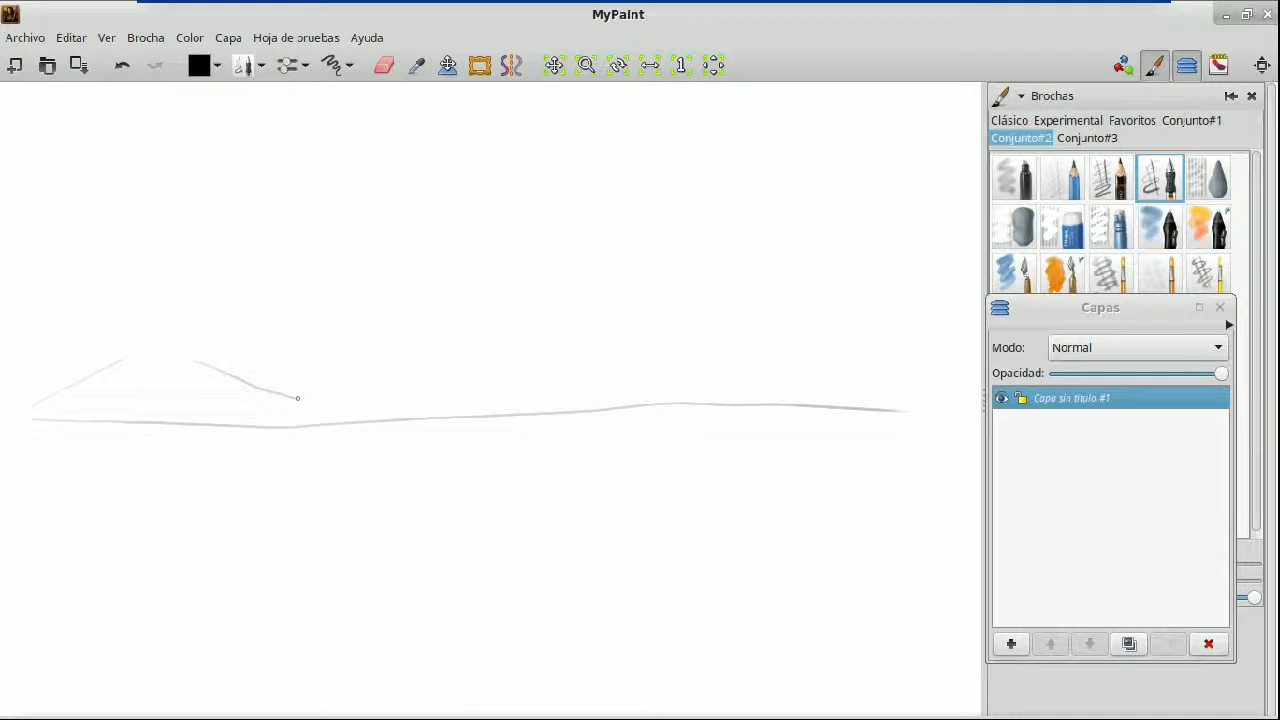 MyPaint
Archivo Editar Ver Brocha Color Capa Hoja de pruebas Ayuda
1
Brochas
Clásico Experimental Favoritos Conjunto#1
Conjunto#2 Conjunto#3
Capas
Modo: Normal
Opacidad:
Capa sin título #1